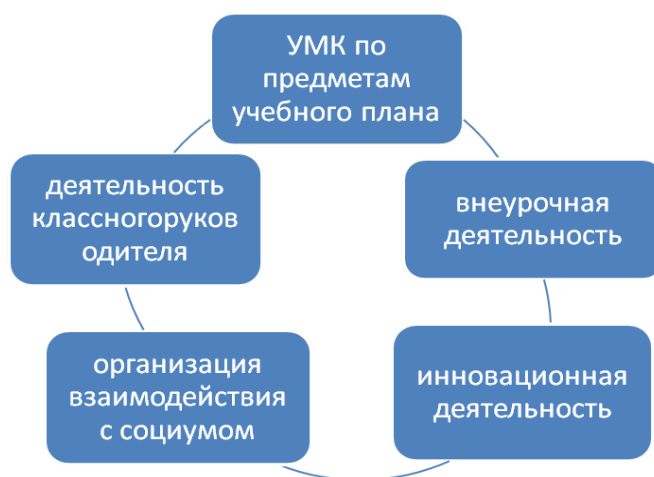 УМК по
предметам
учебного плана
внеурочная
деятельность
инновационная
деятельность
организация
взаимодействия
с социумом
деятельность
классногоруков
одителя